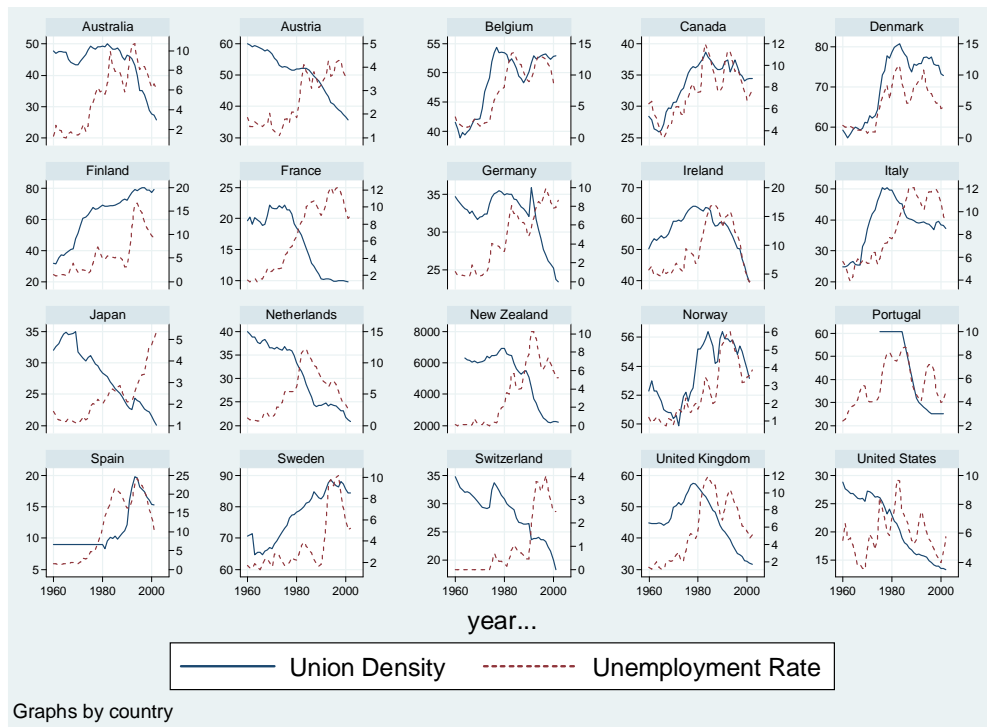 Australia Austria Belgium Canada Denmark
50 40 30 20 10 8 6 4 2 60 50 40 30 5 4 3 2 1 55 50 45 40 15 10 5 0 40 35 30 25 12 10 8 6 4 80 70 60 15 10 5 0
Finland France Germany Ireland Italy
80 60 40 20 20 15 10 5 0 25 20 15 10 12 10 8 6 4 2 35 30 25 10 8 6 4 2 0 70 60 50 40 20 15 10 5 50 40 30 20 12 10 8 6 4
Japan Netherlands New Zealand Norway Portugal
35 30 25 20 5 4 3 2 1 40 35 30 25 20 15 10 5 0 8000 6000 4000 2000 10 8 6 4 2 0 56 54 52 50 6 5 4 3 2 1 60 50 40 30 20 10 8 6 4 2
Spain Sweden Switzerland United Kingdom United States
20 15 10 5 25 20 15 10 5 0 90 80 70 60 10 8 6 4 2 35 30 25 20 4 3 2 1 0 60 50 40 30 12 10 8 6 4 2 30 25 20 15 10 8 6 4
1960 1980 2000 1960 1980 2000 1960 1980 2000 1960 1980 2000 1960 1980 2000
year...
Union Density Unemployment Rate
Graphs by country